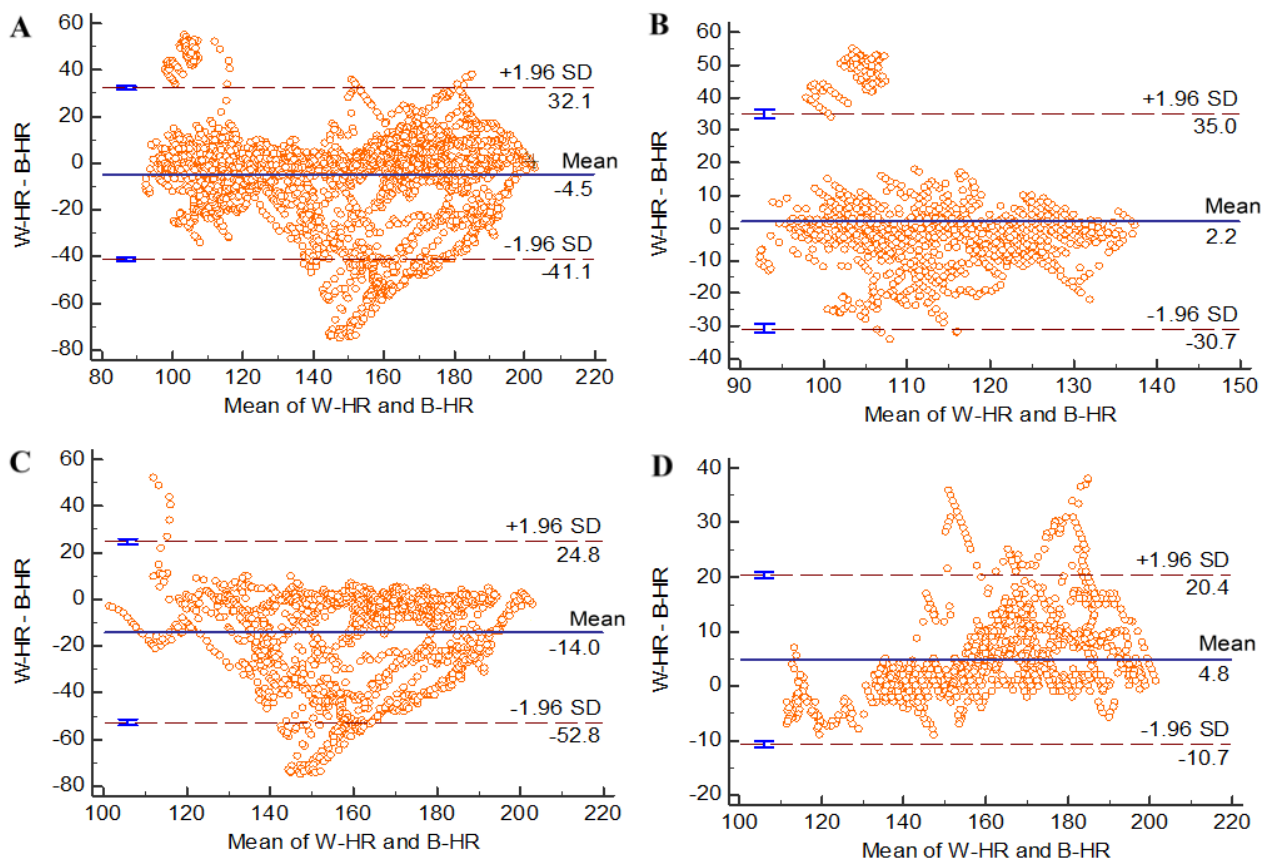 A
60
40
20
0
-20
-40
-60
-80
W-HR - B-HR
+1.96 SD
32.1
Mean
-4.5
-1.96 SD
-41.1
80 100 120 140 160 180 200 220
Mean of W-HR and B-HR
B
60
50
40
30
20
10
0
-10
-20
-30
-40
W-HR - B-HR
+1.96 SD
35.0
Mean
2.2
-1.96 SD
-30.7
90 100 110 120 130 140 150
Mean of W-HR and B-HR
C
60
40
20
0
-20
-40
-60
-80
W-HR - B-HR
+1.96 SD
24.8
Mean
-14.0
-1.96 SD
-52.8
100 120 140 160 180 200 220
Mean of W-HR and B-HR
D
40
30
20
10
0
-10
-20
W-HR - B-HR
+1.96 SD
20.4
Mean
4.8
-1.96 SD
-10.7
100 120 140 160 180 200 220
Mean of W-HR and B-HR